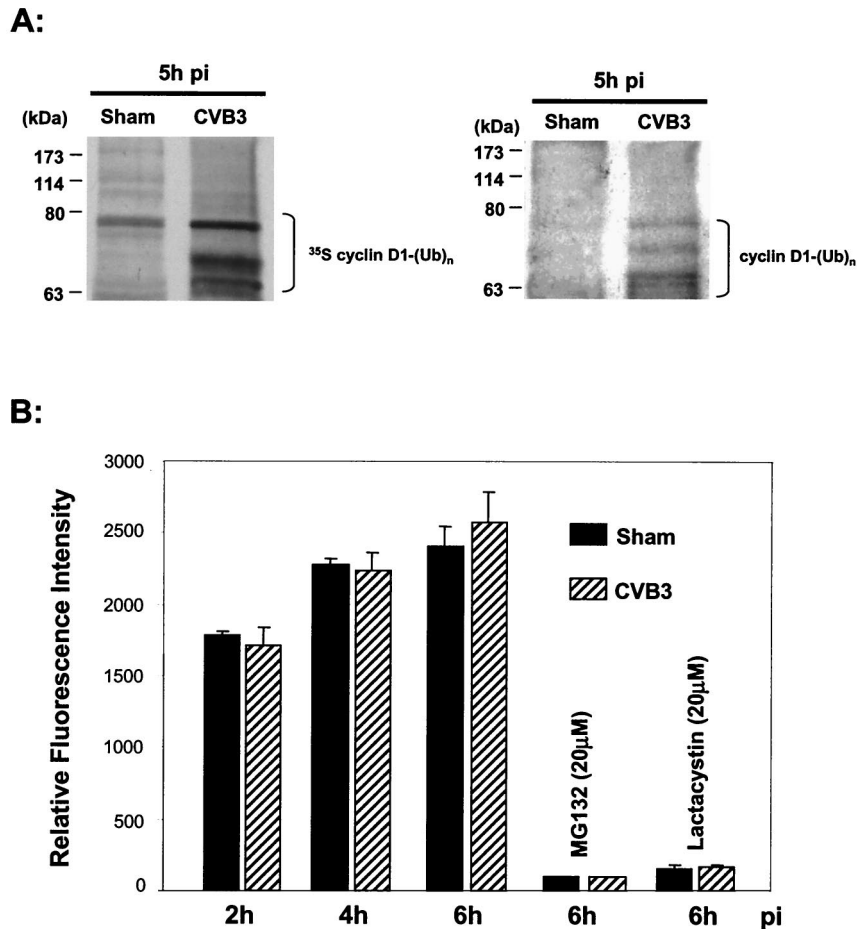 A:
5h pi
(kDa) Sham CVB3
173
114
80
63
³⁵S cyclin D1-(Ub)ₙ
5h pi
(kDa) Sham CVB3
173
114
80
63
cyclin D1-(Ub)ₙ
B:
Relative Fluorescence Intensity
3000
2500
2000
1500
1000
500
0
Sham
CVB3
MG132 (20μM)
Lactacystin (20μM)
2h 4h 6h 6h 6h pi